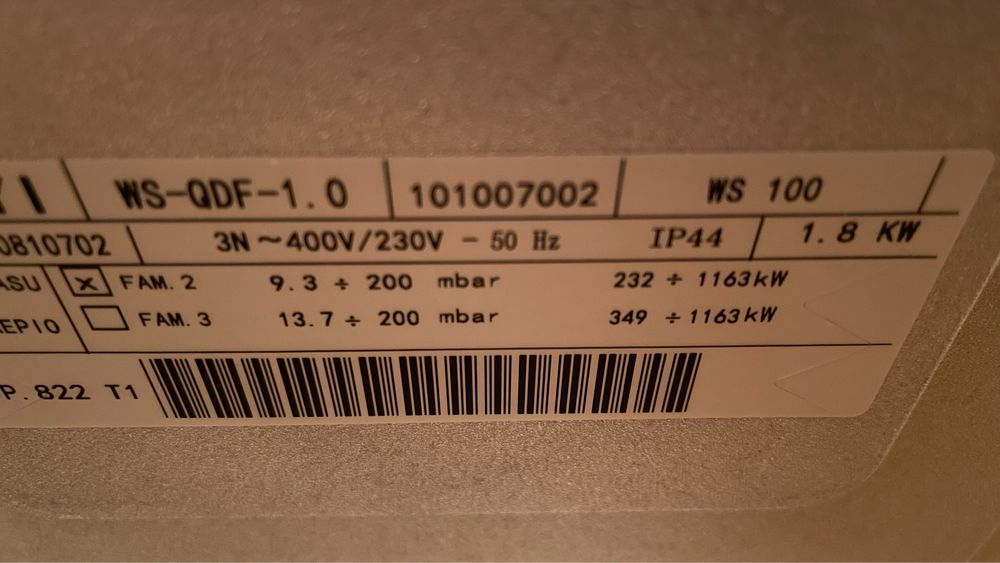 WS-QDF-1.0 101007002 WS 100
0810702 3N~400V/230V - 50 Hz IP44 1.8 KW
ASU FAM.2 9.3 ÷ 200 mbar 232 ÷ 1163kW
EPIO FAM.3 13.7 ÷ 200 mbar 349 ÷ 1163kW
P.822 T1